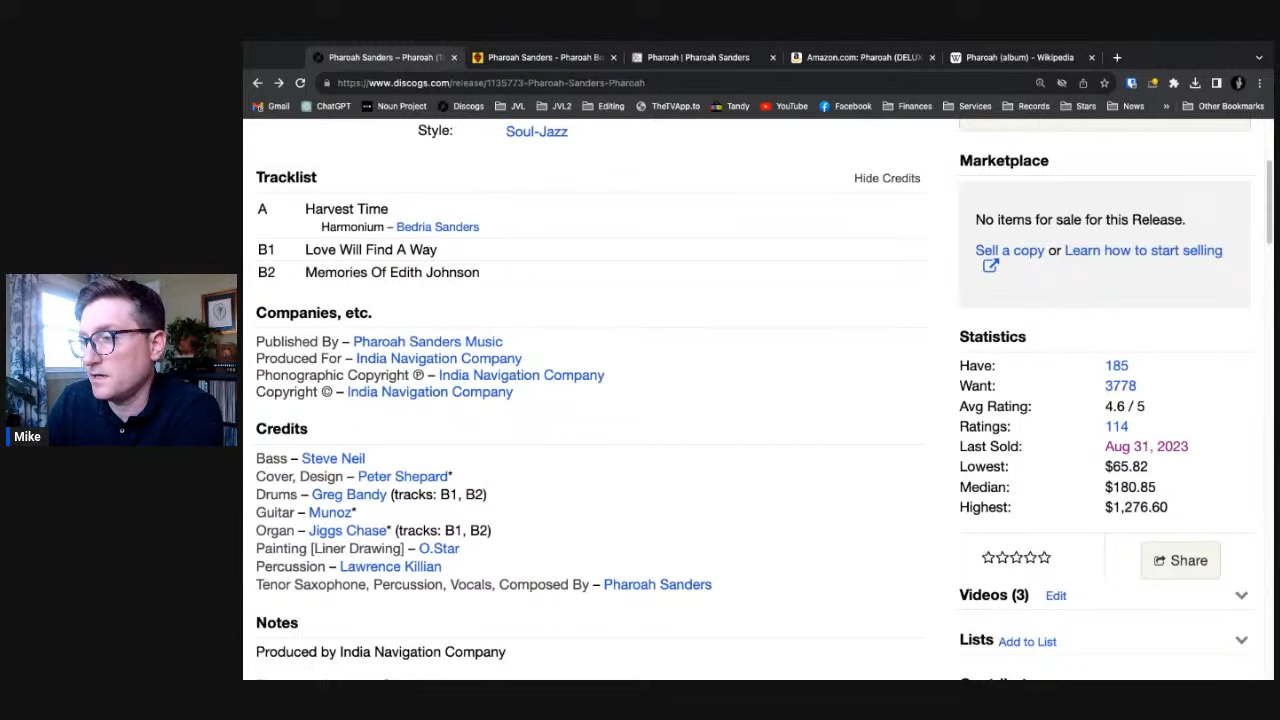 Pharoah Sanders – Pharoah (1
Pharoah Sanders - Pharoah Bo
Pharoah | Pharoah Sanders
Amazon.com: Pharoah (DELUX
Pharoah (album) - Wikipedia
https://www.discogs.com/release/1135773-Pharoah-Sanders-Pharoah
Gmail ChatGPT Noun Project Discogs JVL JVL2 Editing TheTVApp.to Tandy YouTube Facebook Finances Services Records Stars News » Other Bookmarks
Style: Soul-Jazz
Tracklist Hide Credits
A Harvest Time
Harmonium – Bedria Sanders
B1 Love Will Find A Way
B2 Memories Of Edith Johnson
Companies, etc.
Published By – Pharoah Sanders Music
Produced For – India Navigation Company
Phonographic Copyright ℗ – India Navigation Company
Copyright © – India Navigation Company
Credits
Bass – Steve Neil
Cover, Design – Peter Shepard*
Drums – Greg Bandy (tracks: B1, B2)
Guitar – Munoz*
Organ – Jiggs Chase* (tracks: B1, B2)
Painting [Liner Drawing] – O.Star
Percussion – Lawrence Killian
Tenor Saxophone, Percussion, Vocals, Composed By – Pharoah Sanders
Notes
Produced by India Navigation Company
Marketplace
No items for sale for this Release.
Sell a copy or Learn how to start selling
Statistics
Have: 185
Want: 3778
Avg Rating: 4.6 / 5
Ratings: 114
Last Sold: Aug 31, 2023
Lowest: $65.82
Median: $180.85
Highest: $1,276.60
Share
Videos (3) Edit
Lists Add to List
Mike